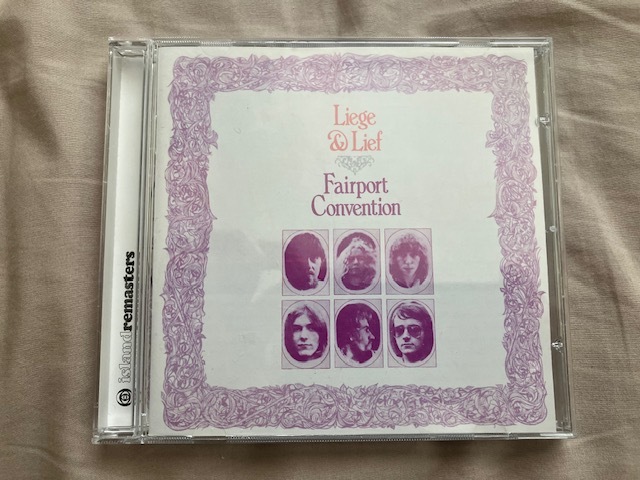 Liege
& Lief
Fairport
Convention
islandremasters